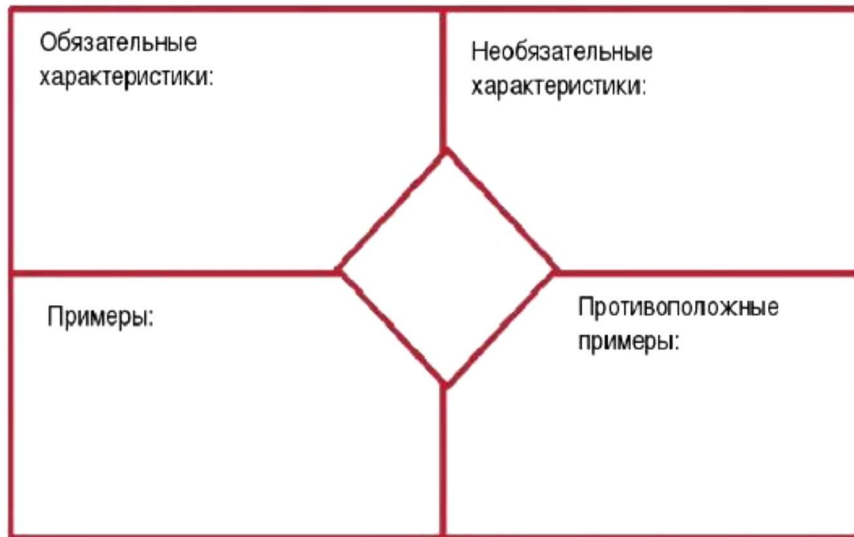 Обязательные
характеристики:
Необязательные
характеристики:
Примеры:
Противоположные
примеры: